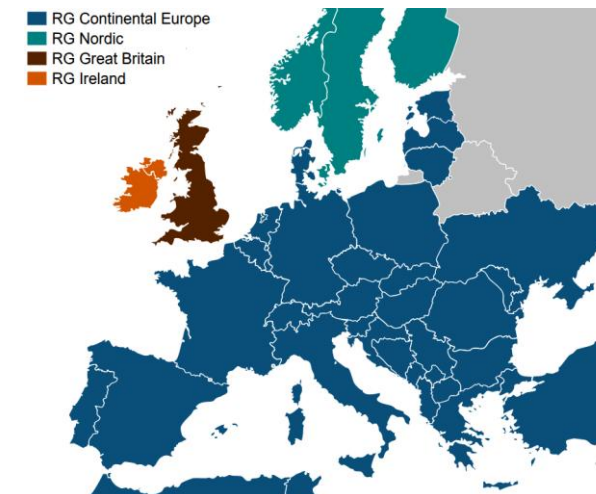 RG Continental Europe
RG Nordic
RG Great Britain
RG Ireland